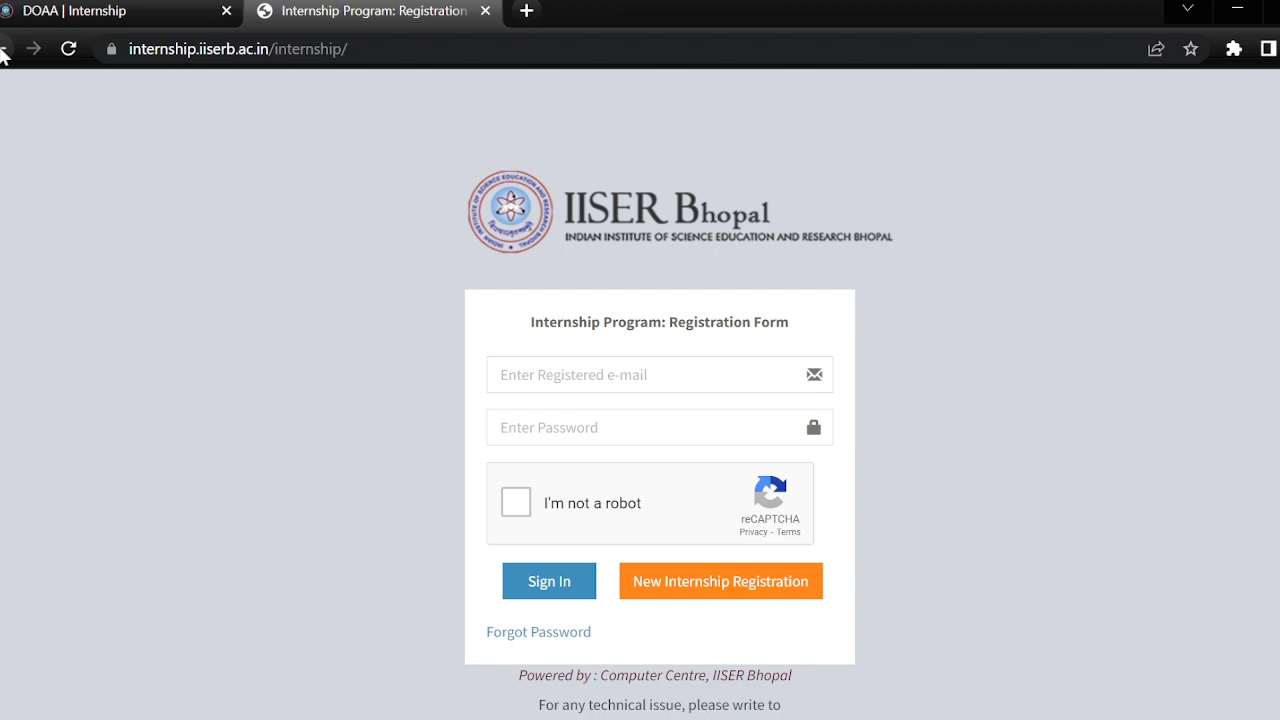 DOAA | Internship
Internship Program: Registration
internship.iiserb.ac.in/internship/
IISER Bhopal
INDIAN INSTITUTE OF SCIENCE EDUCATION AND RESEARCH BHOPAL
Internship Program: Registration Form
Enter Registered e-mail
Enter Password
I'm not a robot
reCAPTCHA
Privacy - Terms
Sign In
New Internship Registration
Forgot Password
Powered by : Computer Centre, IISER Bhopal
For any technical issue, please write to